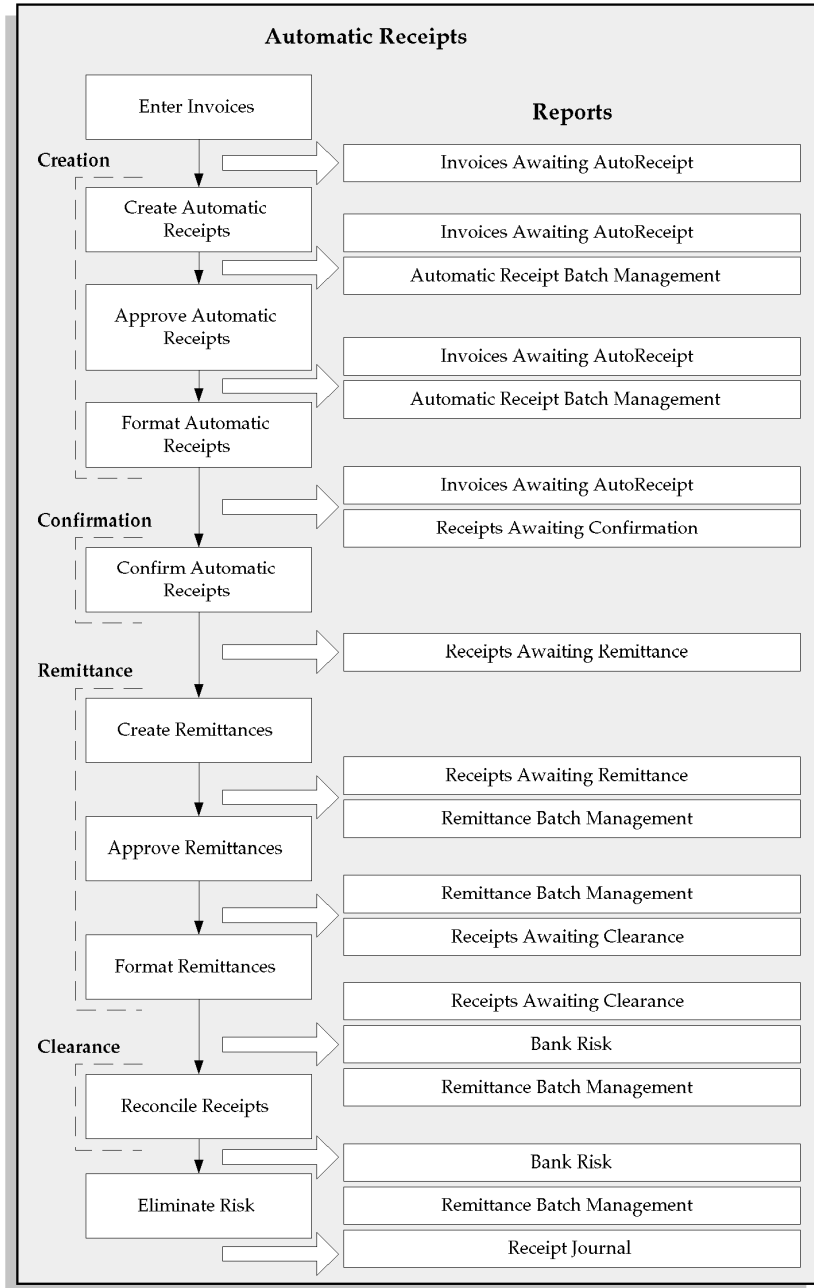 Automatic Receipts
Enter Invoices
Reports
Creation
Invoices Awaiting AutoReceipt
Create Automatic
Receipts
Invoices Awaiting AutoReceipt
Automatic Receipt Batch Management
Approve Automatic
Receipts
Invoices Awaiting AutoReceipt
Automatic Receipt Batch Management
Format Automatic
Receipts
Invoices Awaiting AutoReceipt
Receipts Awaiting Confirmation
Confirmation
Confirm Automatic
Receipts
Receipts Awaiting Remittance
Remittance
Create Remittances
Receipts Awaiting Remittance
Remittance Batch Management
Approve Remittances
Remittance Batch Management
Receipts Awaiting Clearance
Format Remittances
Receipts Awaiting Clearance
Bank Risk
Remittance Batch Management
Clearance
Reconcile Receipts
Bank Risk
Remittance Batch Management
Eliminate Risk
Receipt Journal